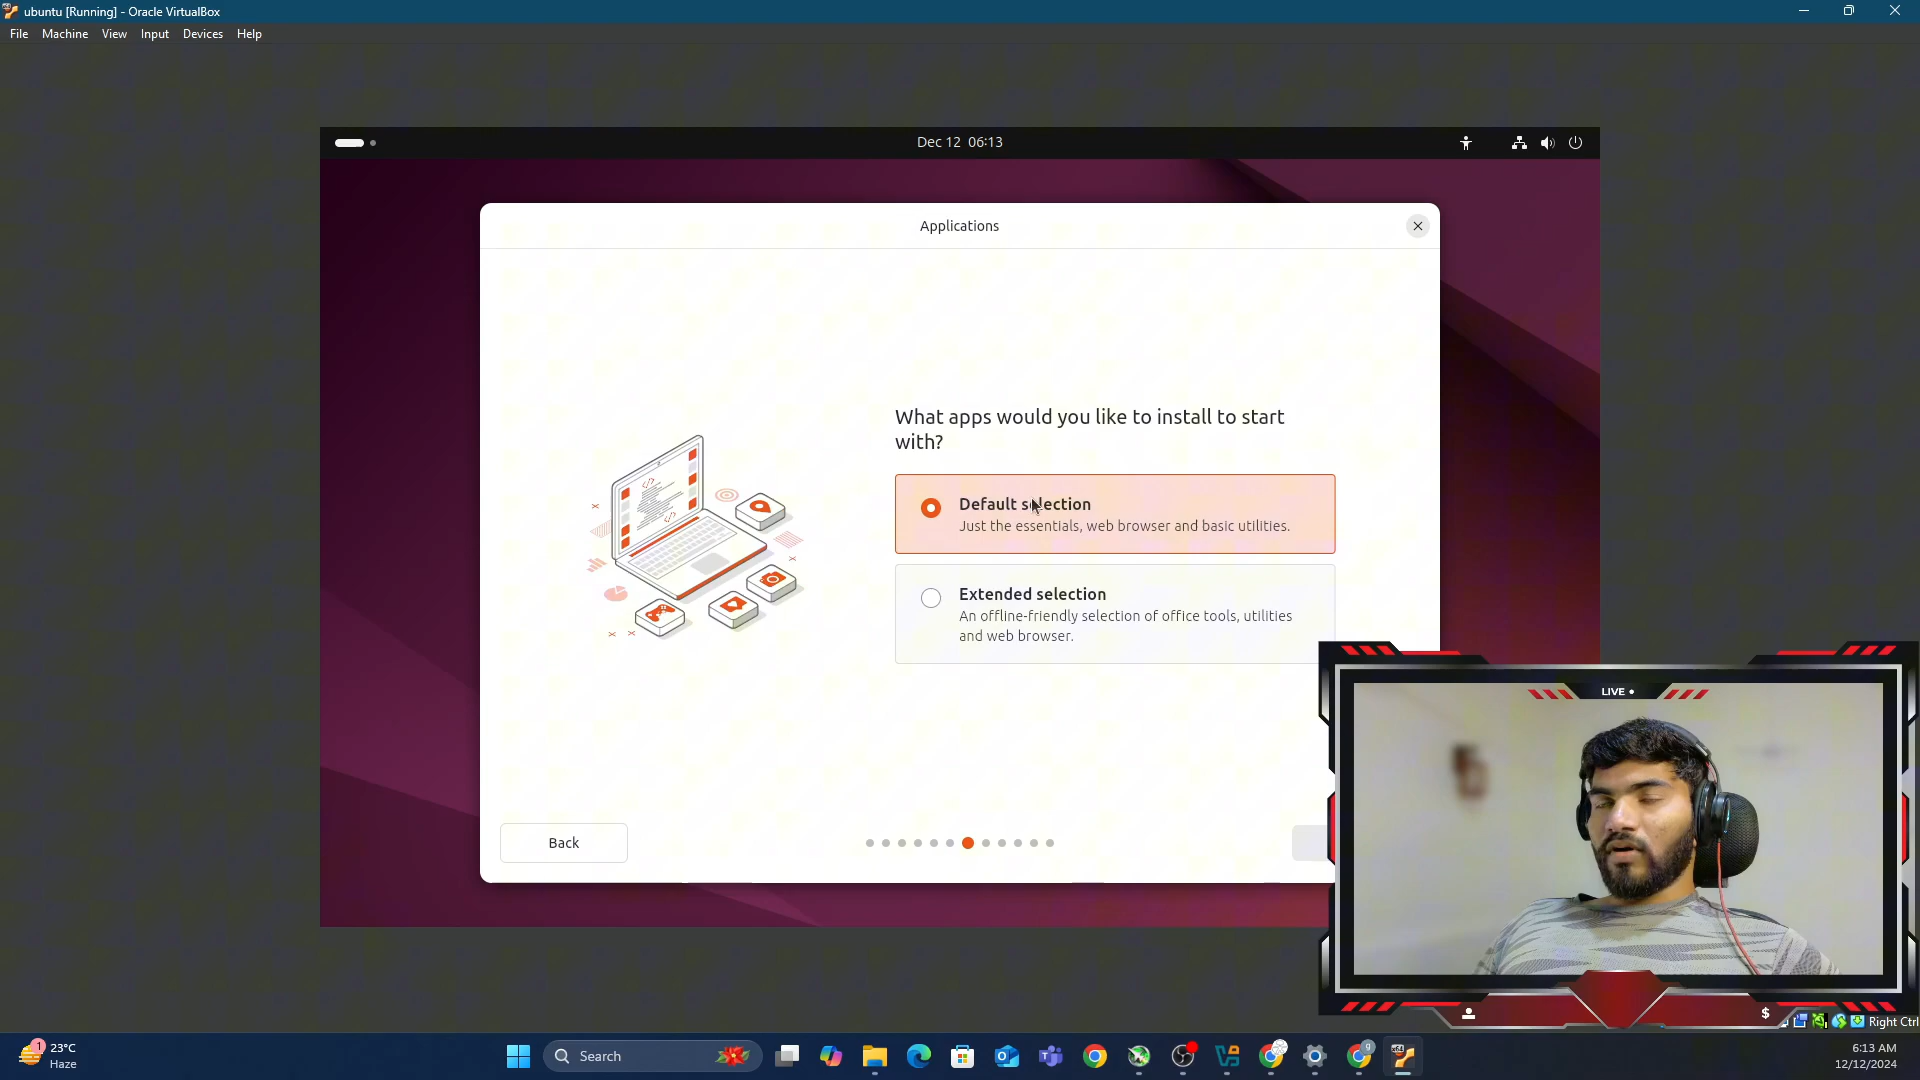 ubuntu [Running] - Oracle VirtualBox
File Machine View Input Devices Help
Dec 12 06:13
Applications
What apps would you like to install to start
with?
Default selection
Just the essentials, web browser and basic utilities.
Extended selection
An offline-friendly selection of office tools, utilities
and web browser.
Back
LIVE
$
Right Ctrl
1
23°C
Haze
Search
6:13 AM
12/12/2024